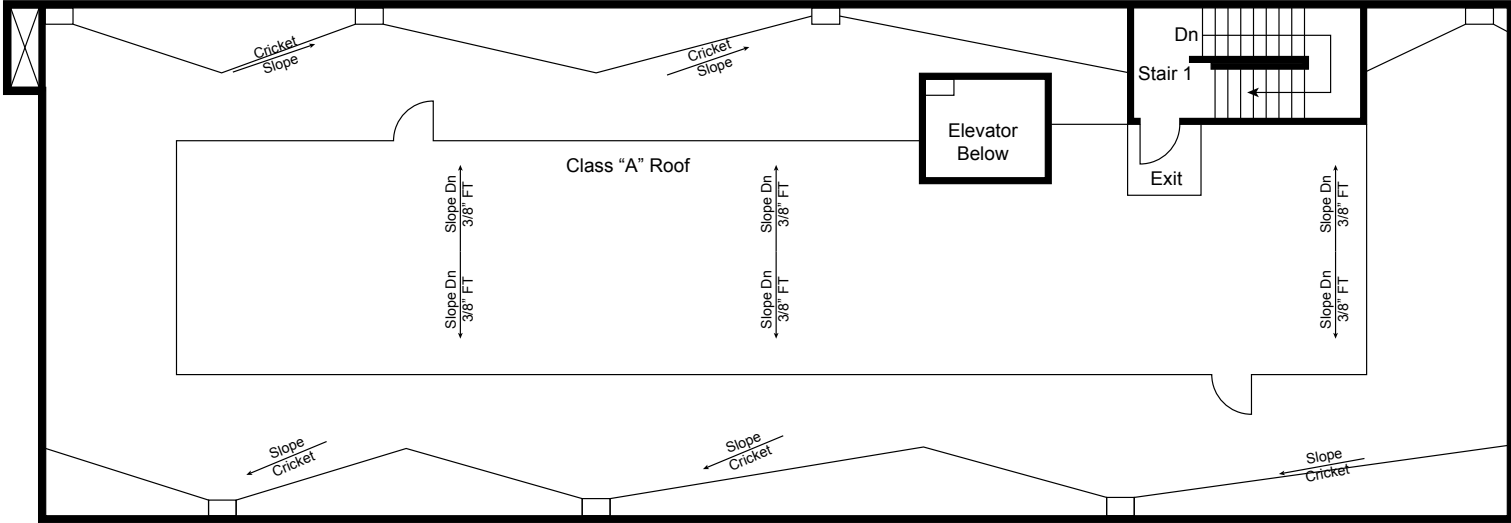 Cricket
Slope
Cricket
Slope
Dn
Stair 1
Elevator
Below
Exit
Class “A” Roof
Slope Dn
3/8” FT
Slope Dn
3/8” FT
Slope Dn
3/8” FT
Slope Dn
3/8” FT
Slope Dn
3/8” FT
Slope Dn
3/8” FT
Slope
Cricket
Slope
Cricket
Slope
Cricket